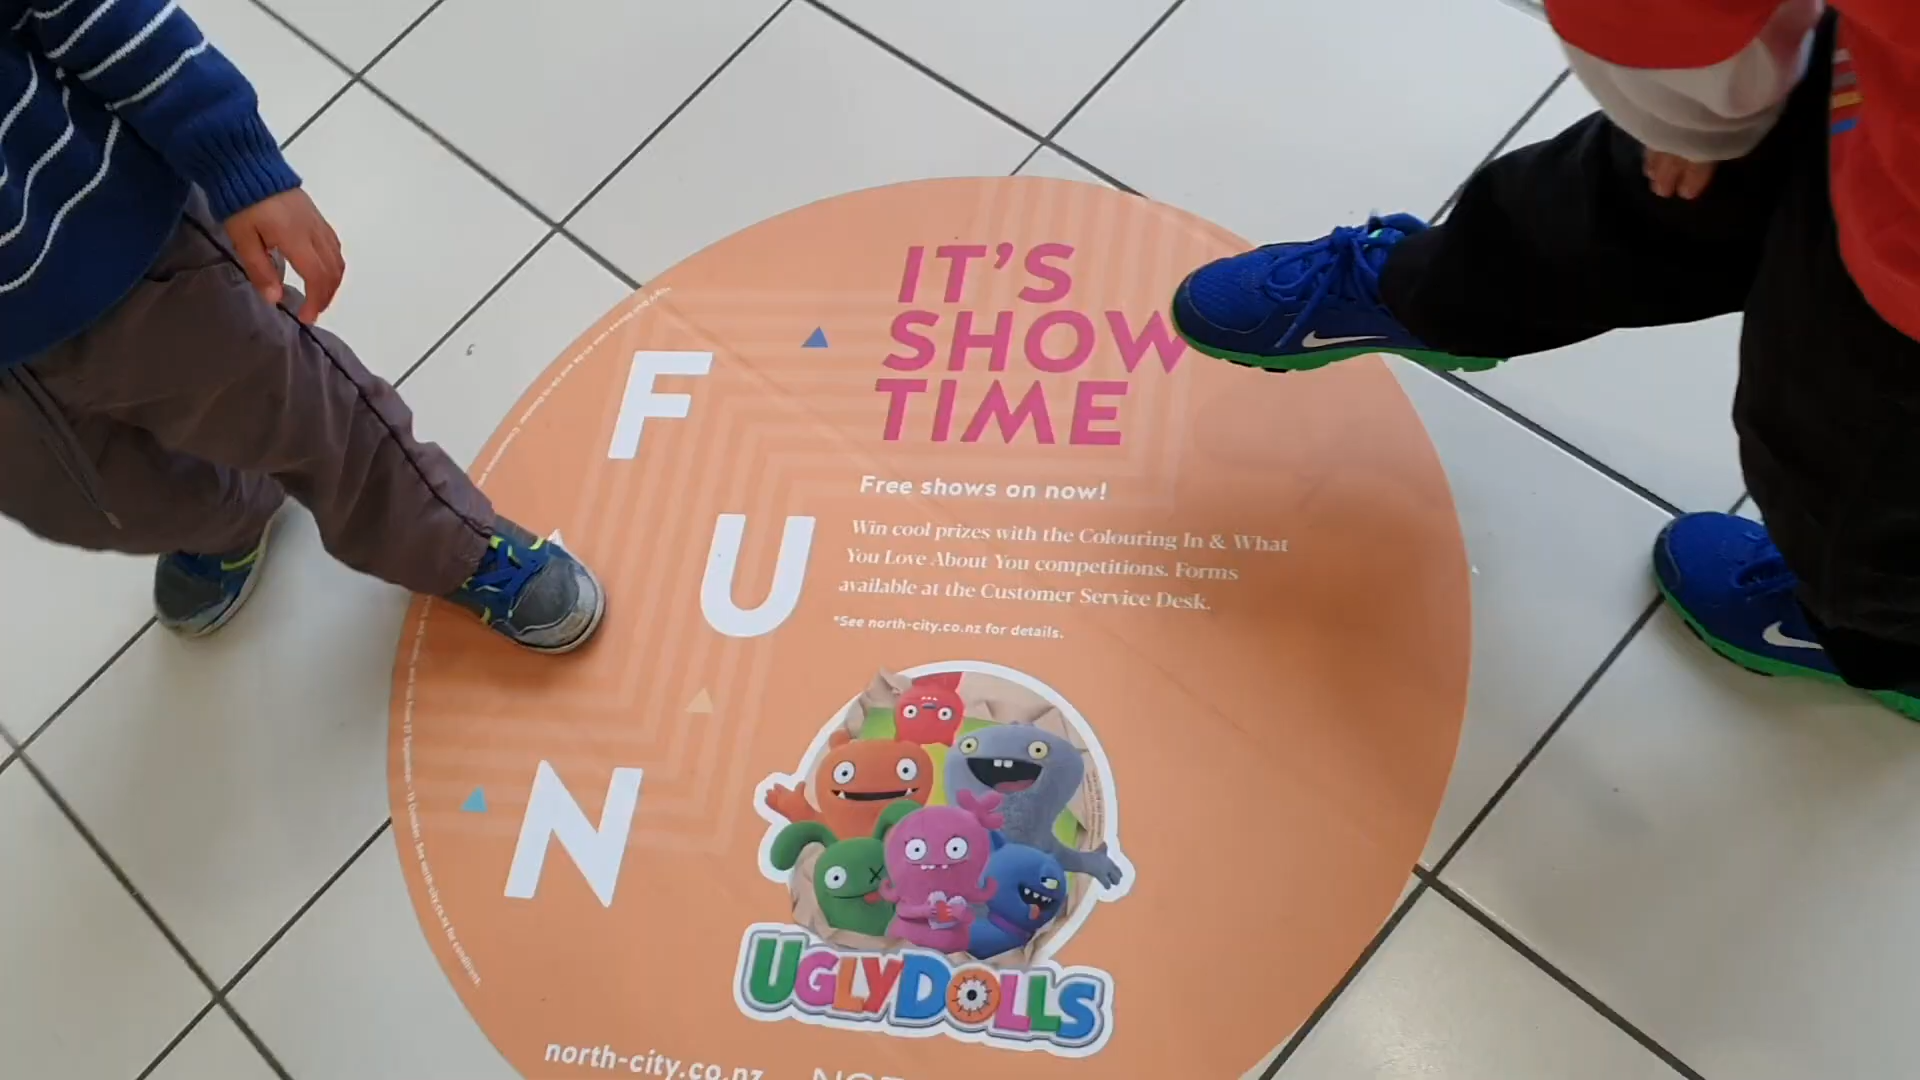 IT'S
SHOW
TIME
F
U
N
Free shows on now!
Win cool prizes with the Colouring In & What
You Love About You competitions. Forms
available at the Customer Service Desk.
*See north-city.co.nz for details.
UGLYDOLLS
north-city.co.nz